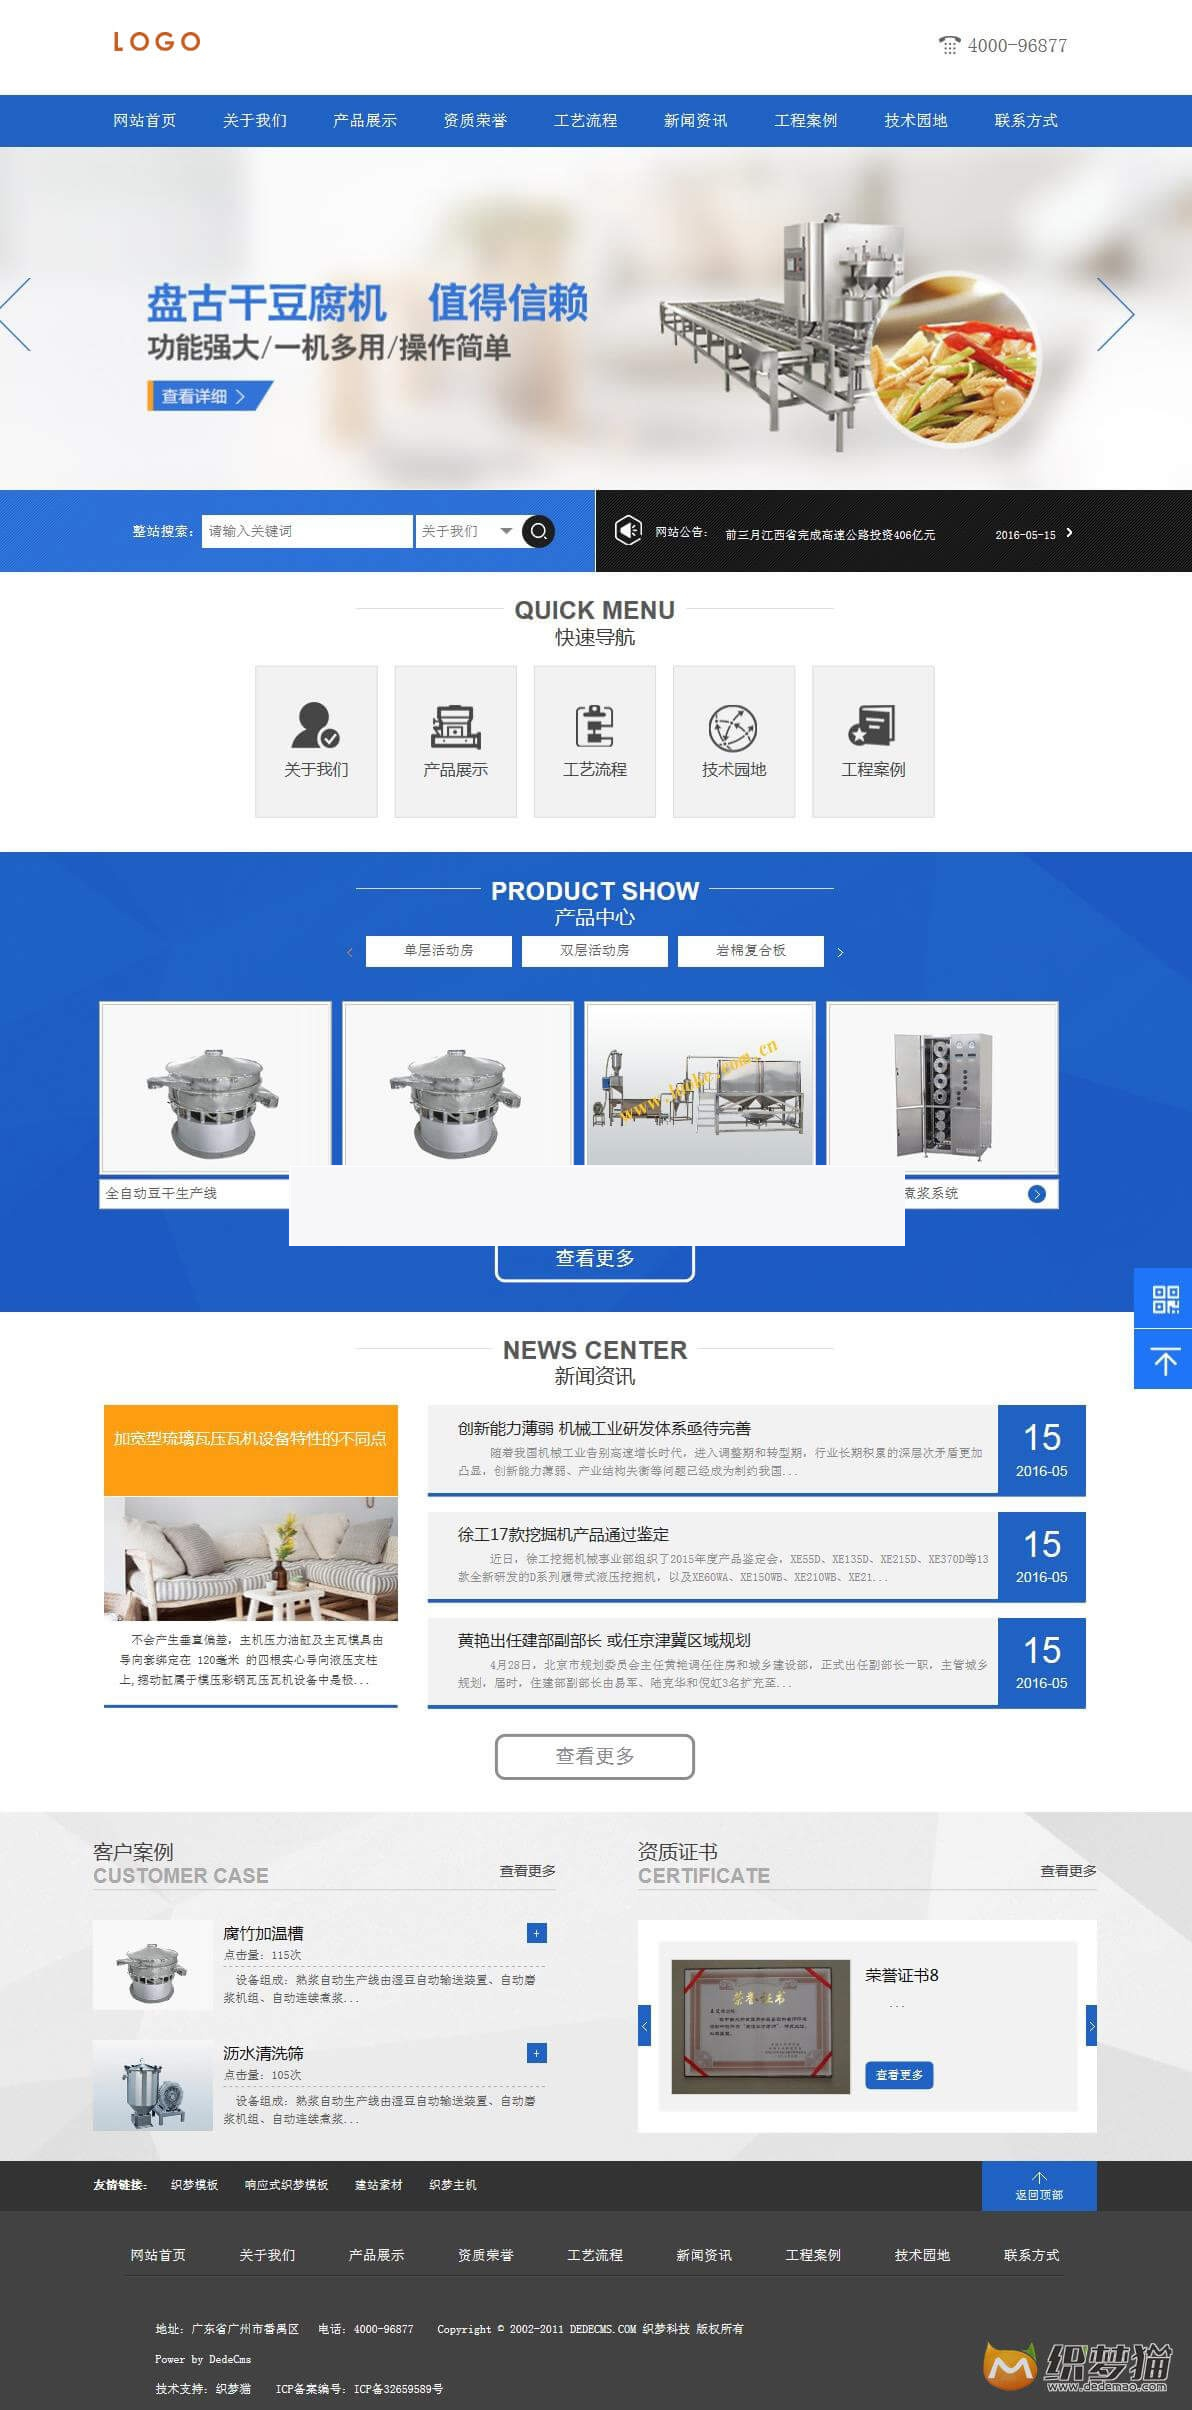 LOGO
4000-96877
网站首页 关于我们 产品展示 资质荣誉 工艺流程 新闻资讯 工程案例 技术园地 联系方式
盘古干豆腐机 值得信赖
功能强大/一机多用/操作简单
查看详细
整站搜索: 请输入关键词 关于我们
网站公告: 前三月江西省完成高速公路投资406亿元 2016-05-15
QUICK MENU
快速导航
关于我们 产品展示 工艺流程 技术园地 工程案例
PRODUCT SHOW
产品中心
单层活动房 双层活动房 岩棉复合板
全自动豆干生产线
煮浆系统
查看更多
NEWS CENTER
新闻资讯
加宽型琉璃瓦压瓦机设备特性的不同点
不会产生垂直偏差，主机压力油缸及主瓦模具由
导向套绑定在 120毫米 的四根实心导向液压支柱
上,摆动缸属于模压彩钢瓦压瓦机设备中是极...
创新能力薄弱 机械工业研发体系亟待完善
随着我国机械工业告别高速增长时代，进入调整期和转型期，行业长期积累的深层次矛盾更加
凸显，创新能力薄弱、产业结构失衡等问题已经成为制约我国...
15
2016-05
徐工17款挖掘机产品通过鉴定
近日，徐工挖掘机械事业部组织了2015年度产品鉴定会，XE55D、XE135D、XE215D、XE370D等13
款全新研发的D系列履带式液压挖掘机，以及XE60WA、XE150WB、XE210WB、XE21...
15
2016-05
黄艳出任建部副部长 或任京津冀区域规划
4月28日，北京市规划委员会主任黄艳调任住房和城乡建设部，正式出任副部长一职，主管城乡
规划，届时，住建部副部长由易军、陆克华和倪虹3名扩充至...
15
2016-05
查看更多
客户案例
CUSTOMER CASE
查看更多
腐竹加温槽
点击量：115次
设备组成：熟浆自动生产线由湿豆自动输送装置、自动磨
浆机组、自动连续煮浆...
沥水清洗筛
点击量：105次
设备组成：熟浆自动生产线由湿豆自动输送装置、自动磨
浆机组、自动连续煮浆...
资质证书
CERTIFICATE
查看更多
荣誉证书
荣誉证书8
...
查看更多
友情链接: 织梦模板 响应式织梦模板 建站素材 织梦主机
返回顶部
网站首页 关于我们 产品展示 资质荣誉 工艺流程 新闻资讯 工程案例 技术园地 联系方式
地址：广东省广州市番禺区 电话：4000-96877 Copyright © 2002-2011 DEDECMS.COM 织梦科技 版权所有
Power by DedeCms
技术支持：织梦猫 ICP备案编号：ICP备32659589号
织梦猫
www.dedemao.com